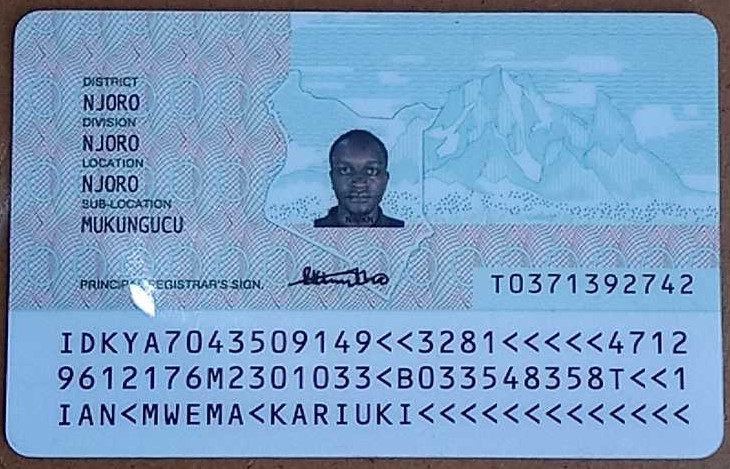 DISTRICT
NJORO
DIVISION
NJORO
LOCATION
NJORO
SUB-LOCATION
MUKUNGUCU
PRINCIPAL REGISTRAR'S SIGN.
T0371392742
IDKYA7043509149<<3281<<<<<4712
9612176M2301033<B033548358T<<1
IAN<MWEMA<KARIUKI<<<<<<<<<<<<<